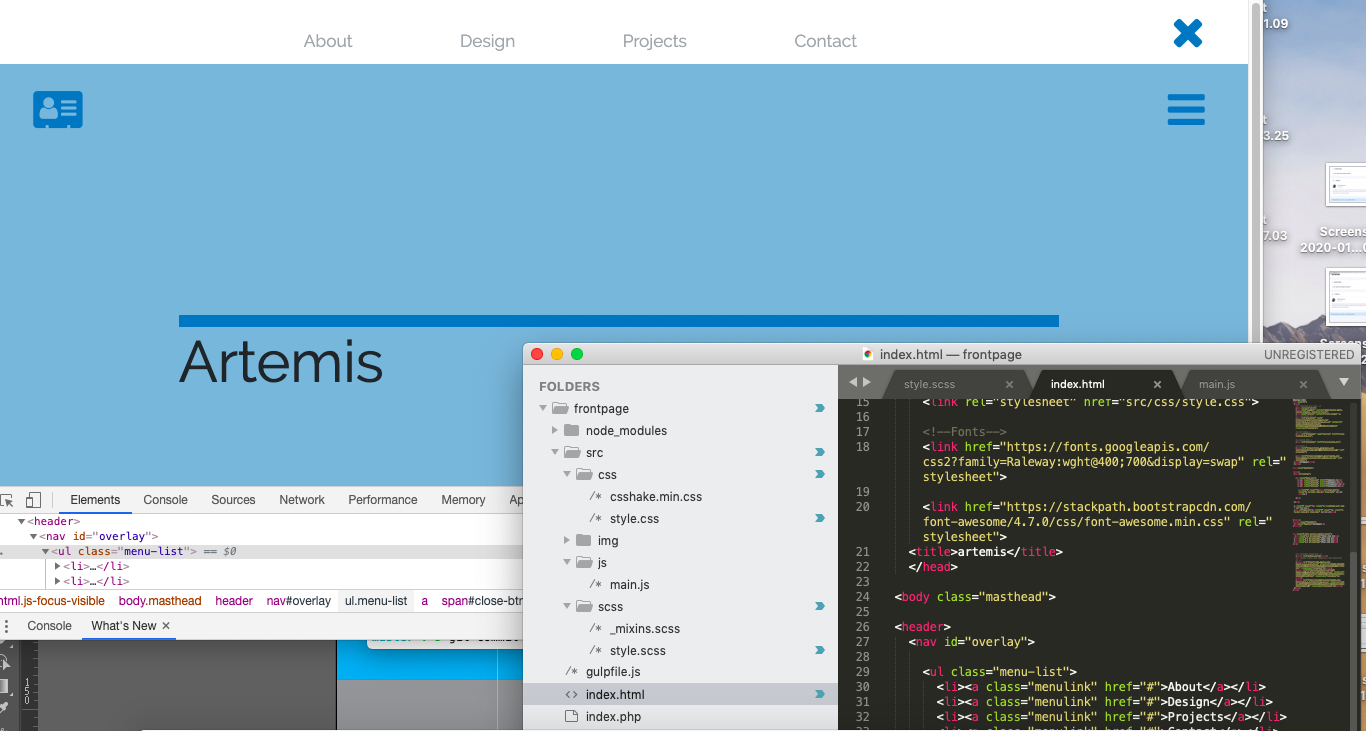 About Design Projects Contact
Artemis
1.09
3.25
7.03
Screens
2020-01...0
Elements Console Sources Network Performance Memory Ap
▼<header>
▼<nav id="overlay">
▼<ul class="menu-list"> == $0
▶<li>…</li>
▶<li>…</li>
html.js-focus-visible body.masthead header nav#overlay ul.menu-list a span#close-btn
Console What's New ×
150
index.html — frontpage UNREGISTERED
FOLDERS
frontpage
node_modules
src
css
/* csshake.min.css
/* style.css
img
js
/* main.js
scss
/* _mixins.scss
/* style.scss
/* gulpfile.js
<> index.html
index.php
style.scss × index.html × main.js ×
15 <link rel="stylesheet" href="src/css/style.css">
16
17 <!--Fonts-->
18 <link href="https://fonts.googleapis.com/
css2?family=Raleway:wght@400;700&display=swap" rel="
stylesheet">
19
20 <link href="https://stackpath.bootstrapcdn.com/
font-awesome/4.7.0/css/font-awesome.min.css" rel="
stylesheet">
21 <title>artemis</title>
22 </head>
23
24 <body class="masthead">
25
26 <header>
27 <nav id="overlay">
28
29 <ul class="menu-list">
30 <li><a class="menulink" href="#">About</a></li>
31 <li><a class="menulink" href="#">Design</a></li>
32 <li><a class="menulink" href="#">Projects</a></li>